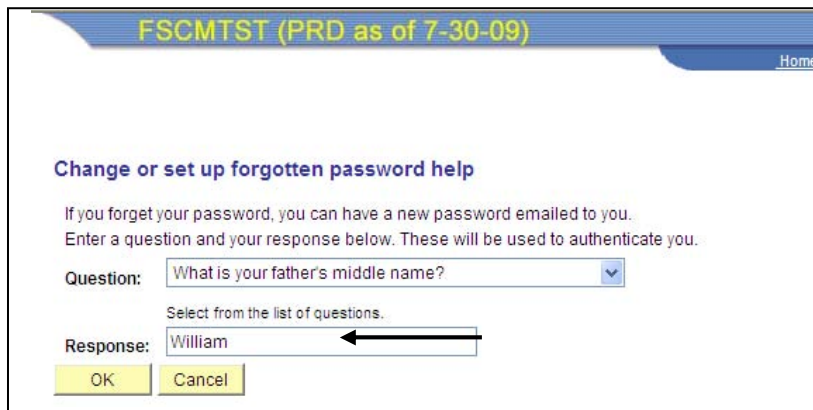 FSCMTST (PRD as of 7-30-09)
Home
Change or set up forgotten password help
If you forget your password, you can have a new password emailed to you.
Enter a question and your response below. These will be used to authenticate you.
Question: What is your father's middle name?
Select from the list of questions.
Response: William
OK Cancel